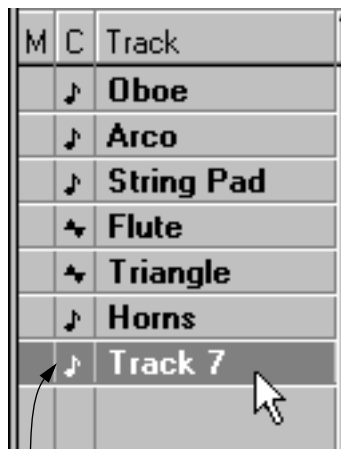 M C Track
Oboe
Arco
String Pad
Flute
Triangle
Horns
Track 7